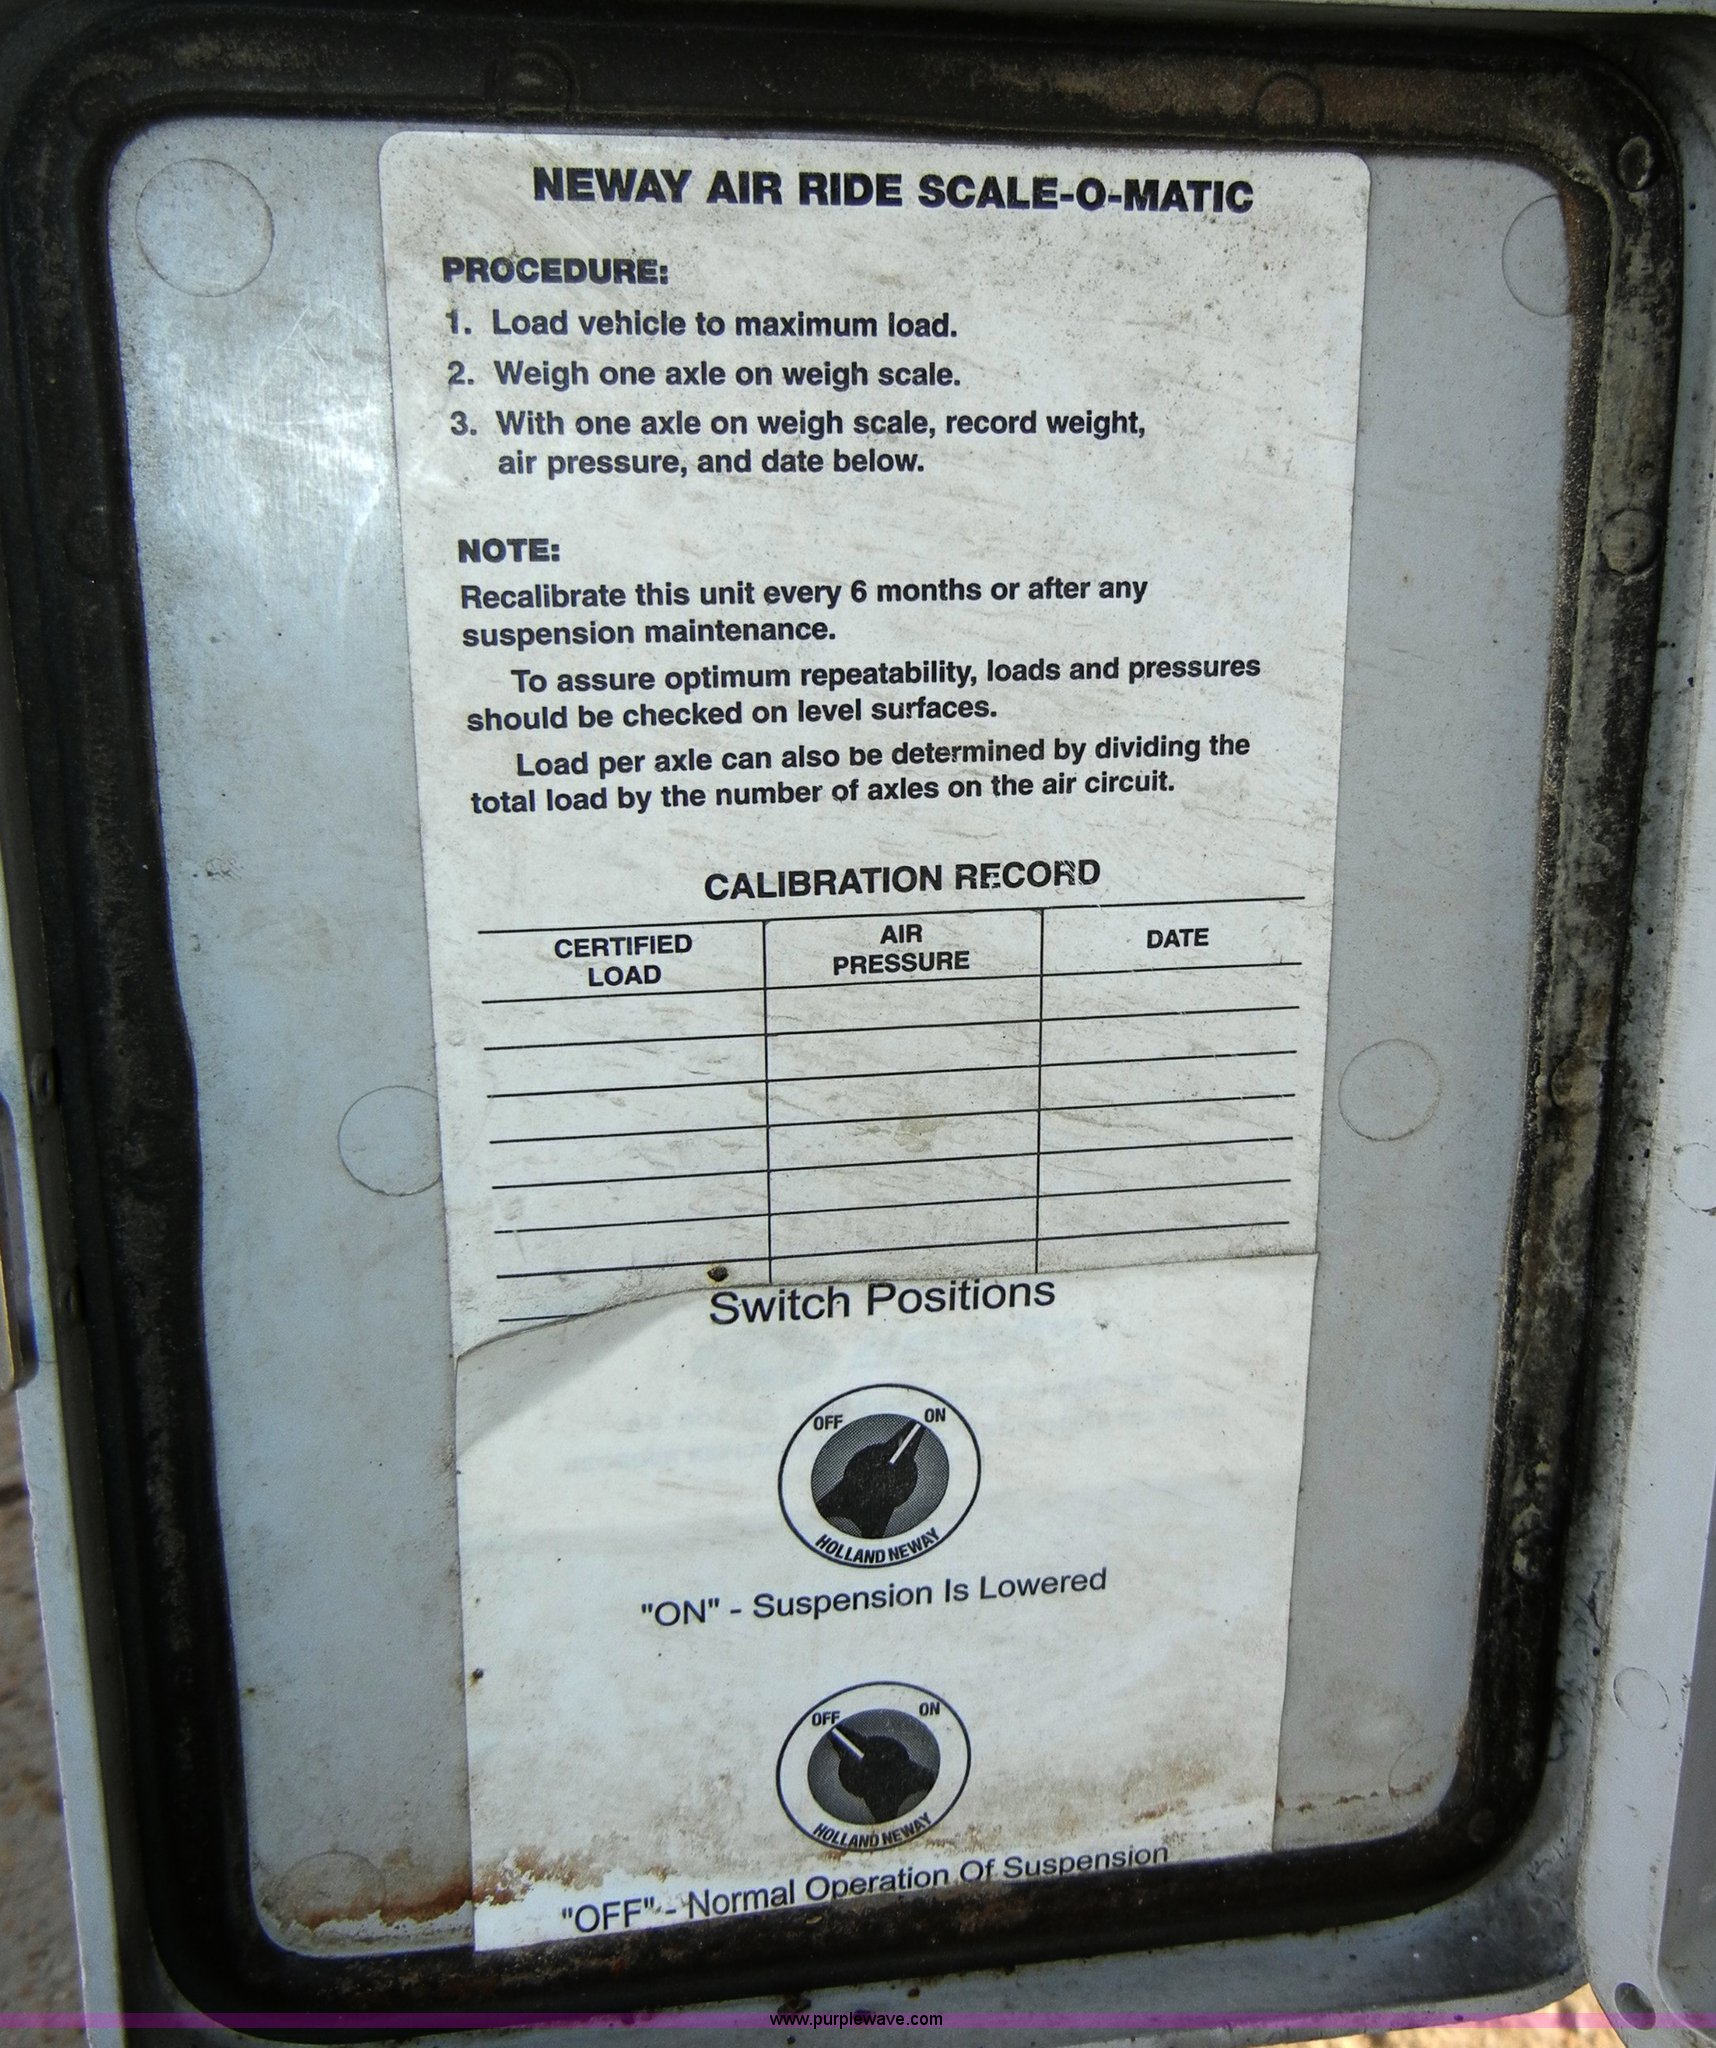 NEWAY AIR RIDE SCALE-O-MATIC
PROCEDURE:
1. Load vehicle to maximum load.
2. Weigh one axle on weigh scale.
3. With one axle on weigh scale, record weight,
air pressure, and date below.
NOTE:
Recalibrate this unit every 6 months or after any
suspension maintenance.
To assure optimum repeatability, loads and pressures
should be checked on level surfaces.
Load per axle can also be determined by dividing the
total load by the number of axles on the air circuit.
CALIBRATION RECORD
CERTIFIED
LOAD
AIR
PRESSURE
DATE
Switch Positions
OFF ON
HOLLAND NEWAY
"ON" - Suspension Is Lowered
OFF ON
HOLLAND NEWAY
"OFF" - Normal Operation Of Suspension
www.purplewave.com